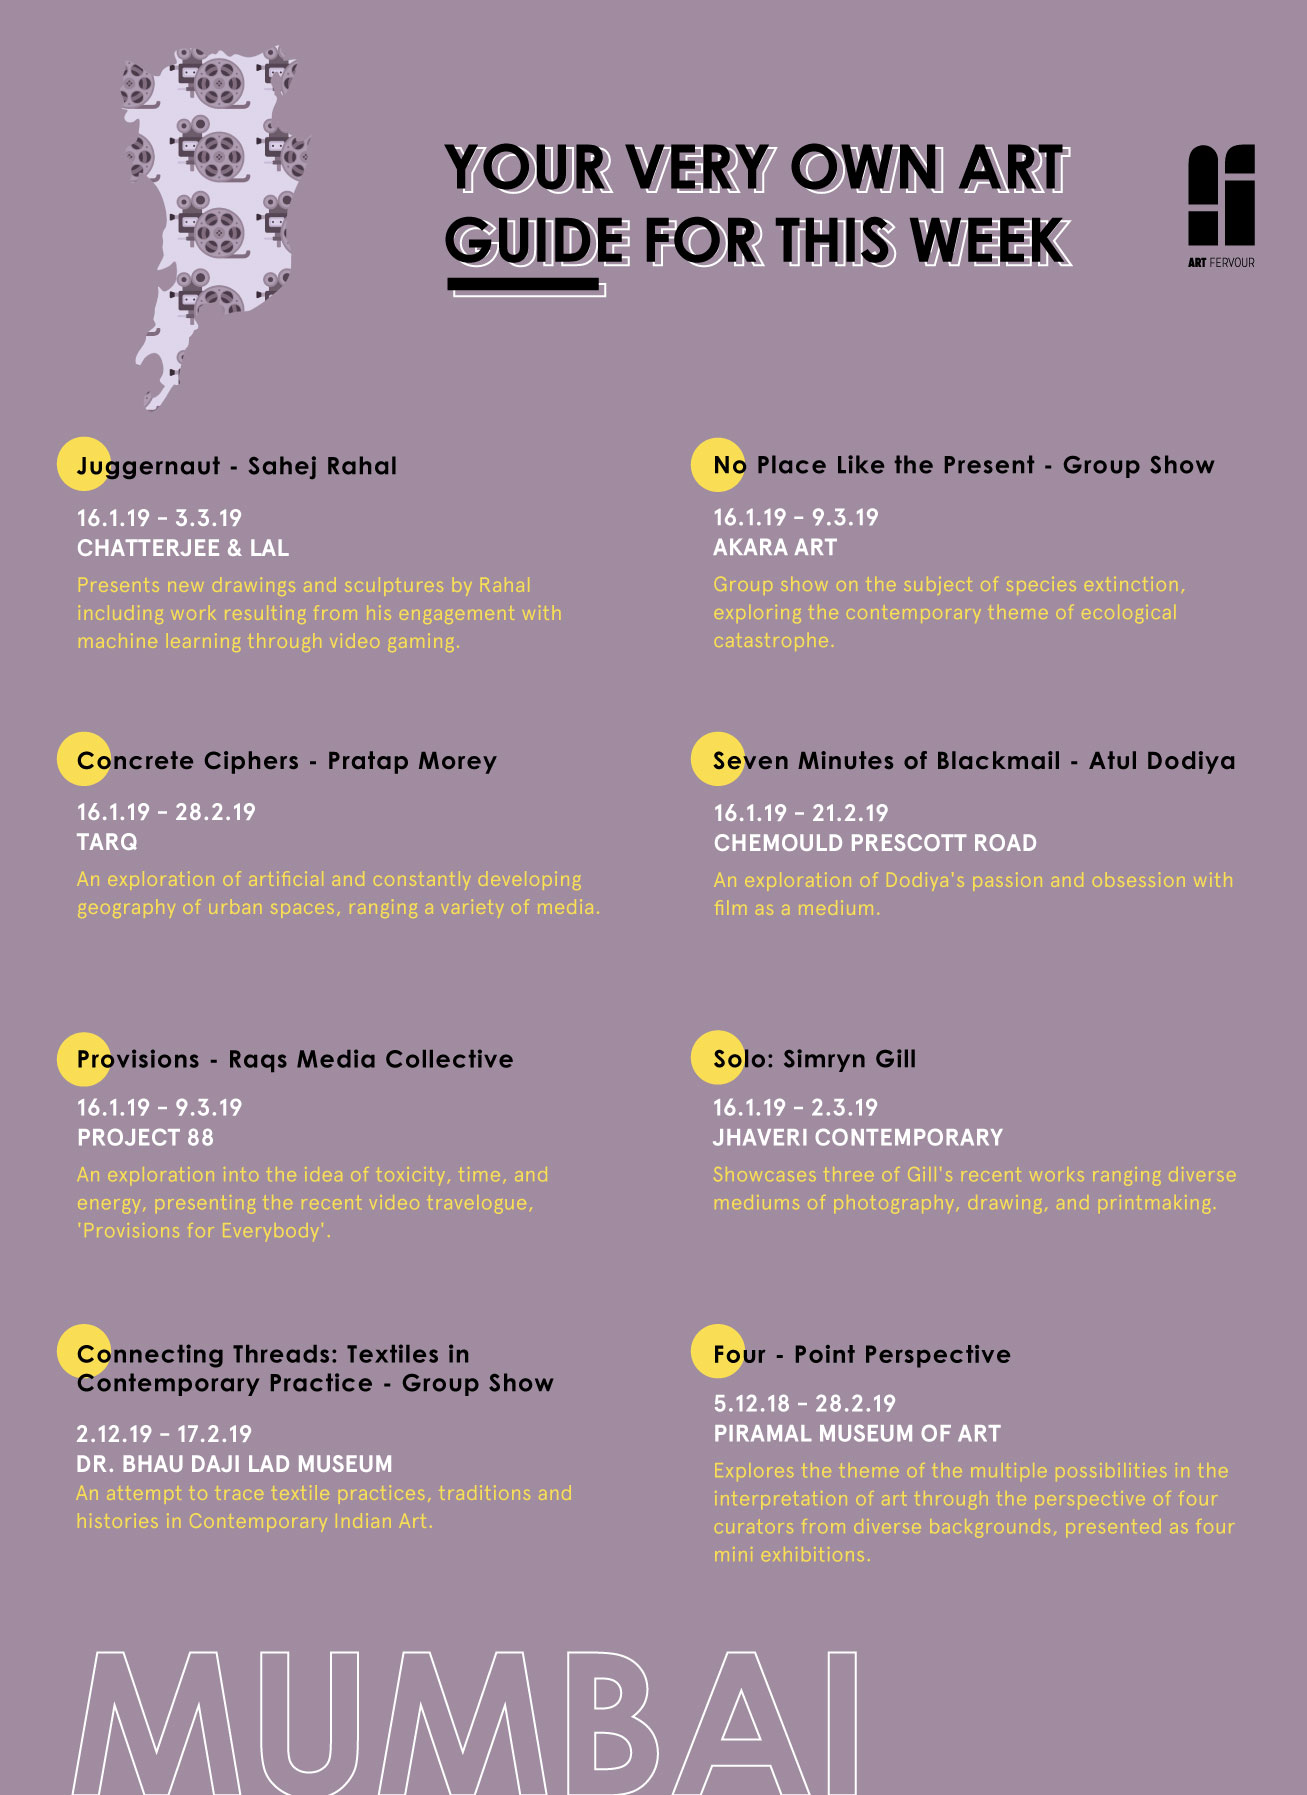 YOUR VERY OWN ART
GUIDE FOR THIS WEEK
ART FERVOUR
Juggernaut - Sahej Rahal
16.1.19 - 3.3.19
CHATTERJEE & LAL
Presents new drawings and sculptures by Rahal
including work resulting from his engagement with
machine learning through video gaming.
No Place Like the Present - Group Show
16.1.19 - 9.3.19
AKARA ART
Group show on the subject of species extinction,
exploring the contemporary theme of ecological
catastrophe.
Concrete Ciphers - Pratap Morey
16.1.19 - 28.2.19
TARQ
An exploration of artificial and constantly developing
geography of urban spaces, ranging a variety of media.
Seven Minutes of Blackmail - Atul Dodiya
16.1.19 - 21.2.19
CHEMOULD PRESCOTT ROAD
An exploration of Dodiya's passion and obsession with
film as a medium.
Provisions - Raqs Media Collective
16.1.19 - 9.3.19
PROJECT 88
An exploration into the idea of toxicity, time, and
energy, presenting the recent video travelogue,
'Provisions for Everybody'.
Solo: Simryn Gill
16.1.19 - 2.3.19
JHAVERI CONTEMPORARY
Showcases three of Gill's recent works ranging diverse
mediums of photography, drawing, and printmaking.
Connecting Threads: Textiles in
Contemporary Practice - Group Show
2.12.19 - 17.2.19
DR. BHAU DAJI LAD MUSEUM
An attempt to trace textile practices, traditions and
histories in Contemporary Indian Art.
Four - Point Perspective
5.12.18 - 28.2.19
PIRAMAL MUSEUM OF ART
Explores the theme of the multiple possibilities in the
interpretation of art through the perspective of four
curators from diverse backgrounds, presented as four
mini exhibitions.
MUMBAI